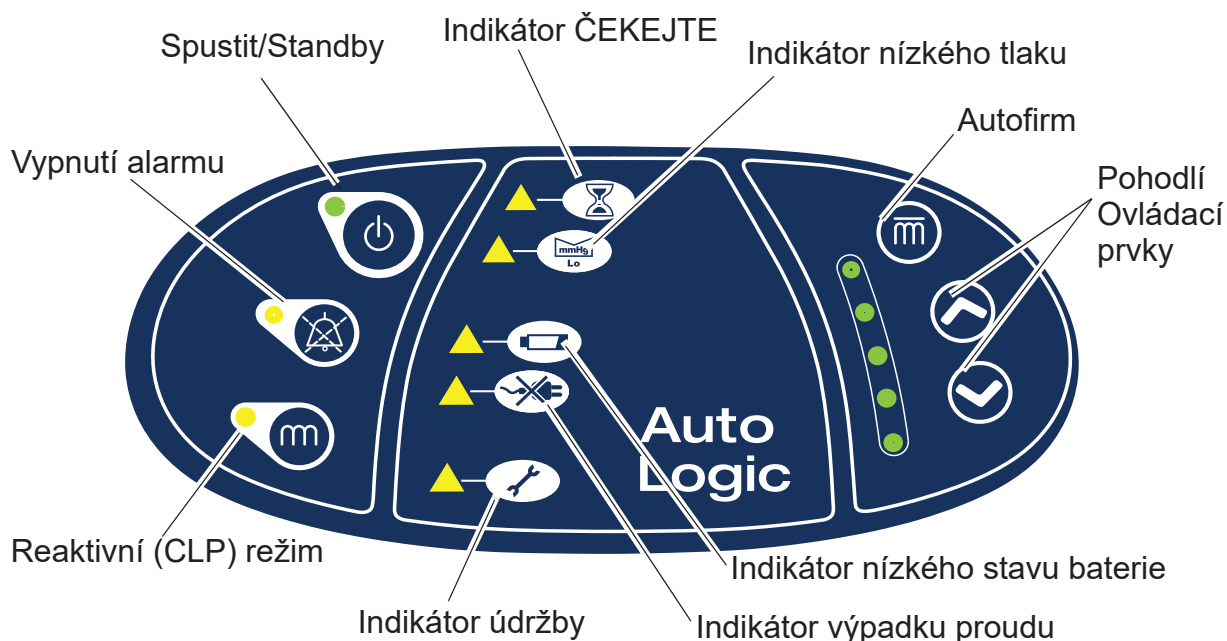 Indikátor ČEKEJTE
Spustit/Standby
Indikátor nízkého tlaku
Autofirm
Vypnutí alarmu
Pohodlí
Ovládací
prvky
mmHg
Lo
Auto
Logic
Reaktivní (CLP) režim
Indikátor nízkého stavu baterie
Indikátor údržby
Indikátor výpadku proudu